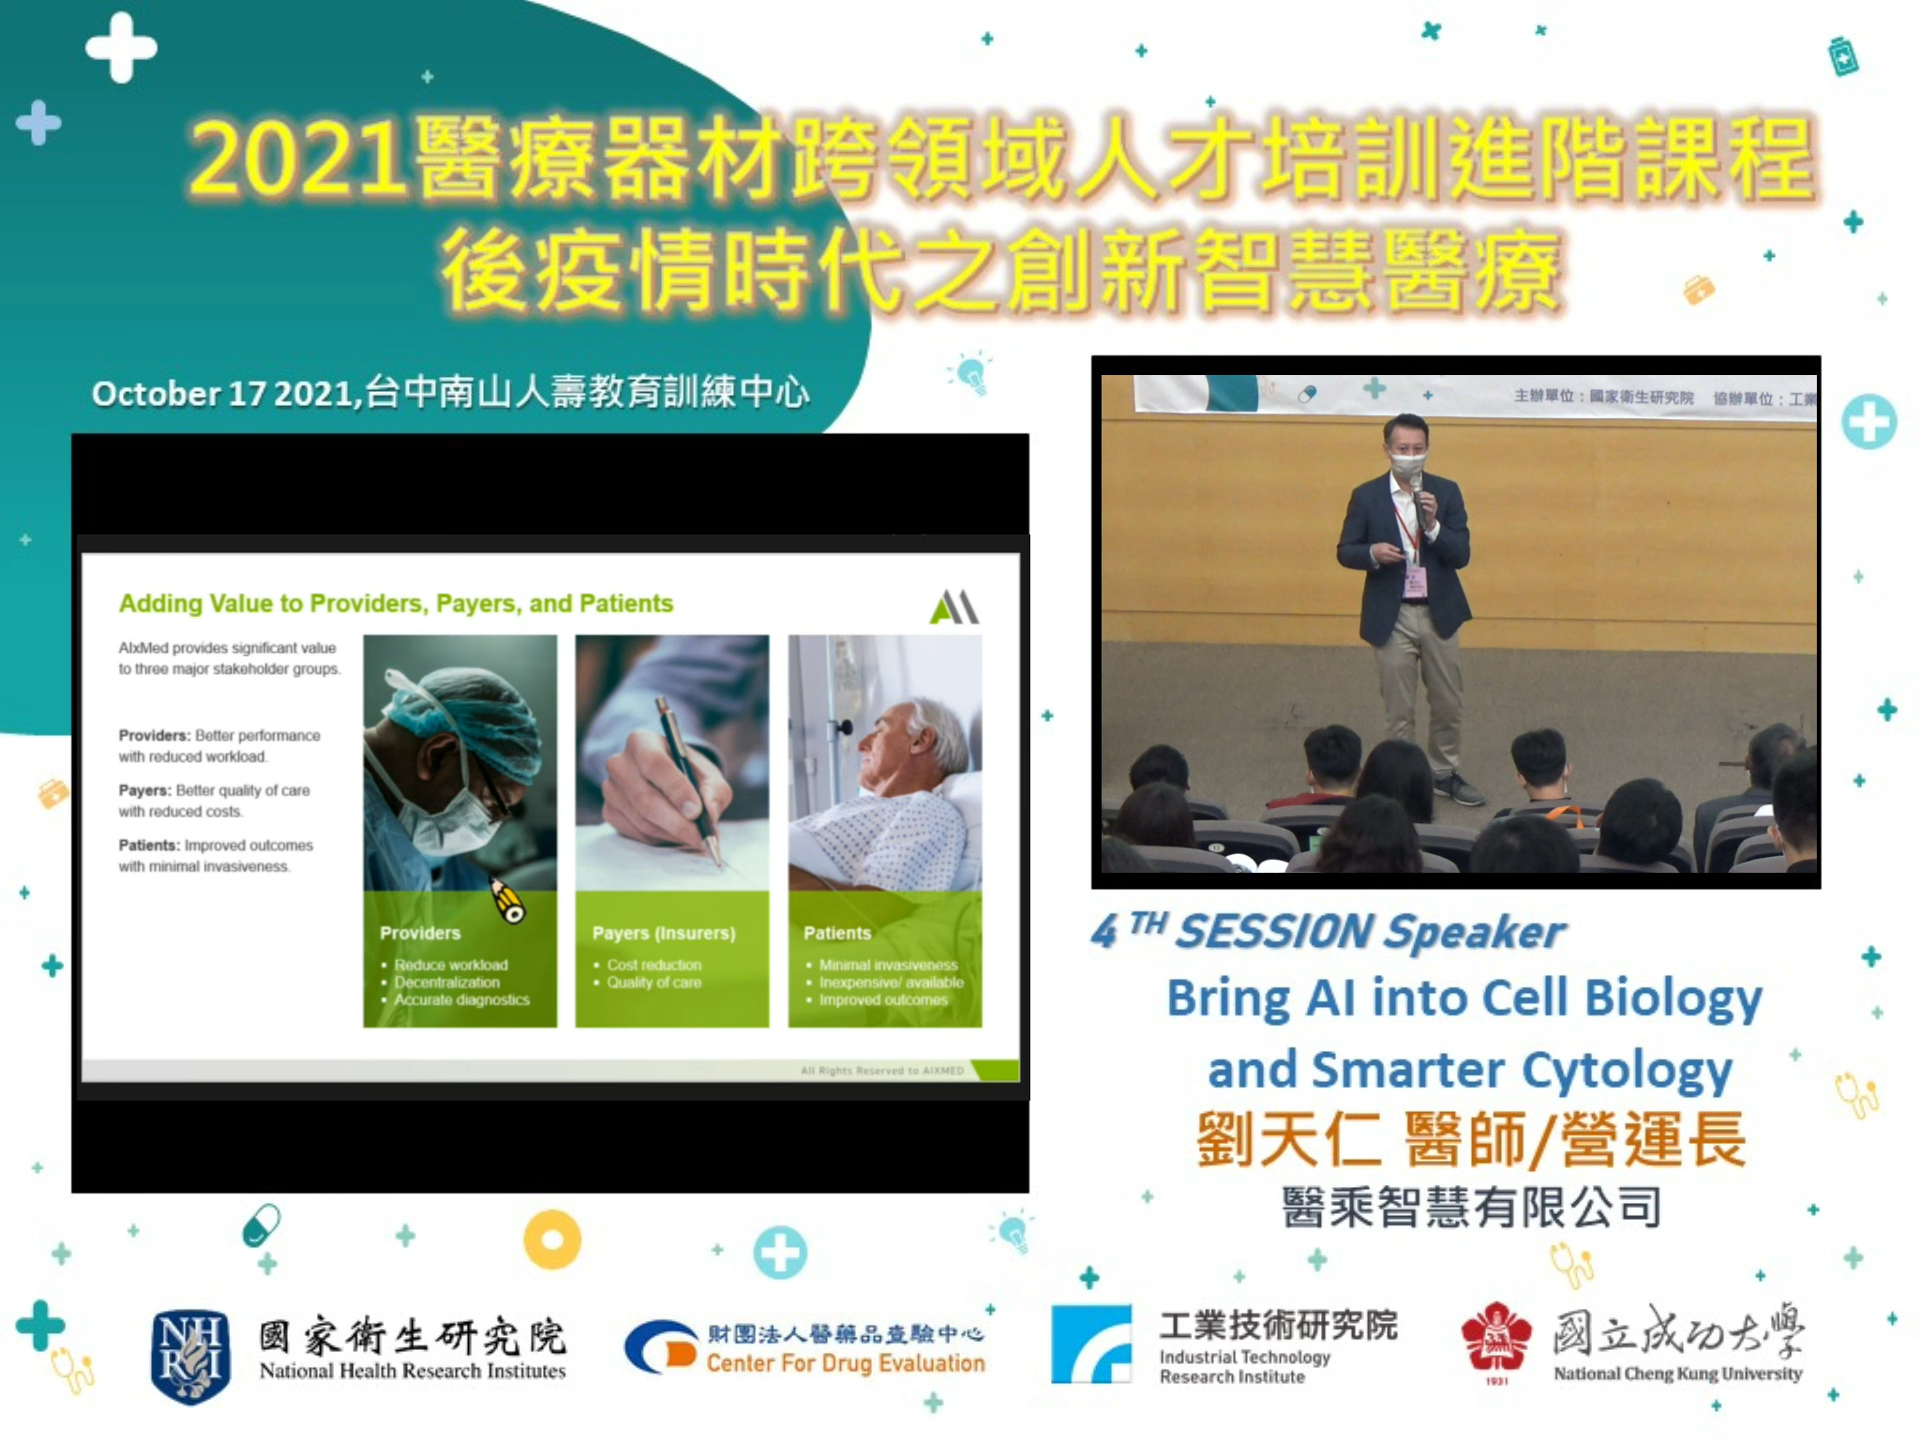 2021醫療器材跨領域人才培訓進階課程
後疫情時代之創新智慧醫療
October 17 2021,台中南山人壽教育訓練中心
Adding Value to Providers, Payers, and Patients
AIxMed provides significant value
to three major stakeholder groups.
Providers: Better performance
with reduced workload.
Payers: Better quality of care
with reduced costs.
Patients: Improved outcomes
with minimal invasiveness.
Providers
• Reduce workload
• Decentralization
• Accurate diagnostics
Payers (Insurers)
• Cost reduction
• Quality of care
Patients
• Minimal invasiveness
• Inexpensive/ available
• Improved outcomes
All Rights Reserved to AIXMED
主辦單位：國家衛生研究院 協辦單位：工業
4 TH SESSION Speaker
Bring AI into Cell Biology
and Smarter Cytology
劉天仁 醫師/營運長
醫乘智慧有限公司
NHRI
國家衛生研究院
National Health Research Institutes
財團法人醫藥品查驗中心
Center For Drug Evaluation
工業技術研究院
Industrial Technology
Research Institute
1931
國立成功大學
National Cheng Kung University